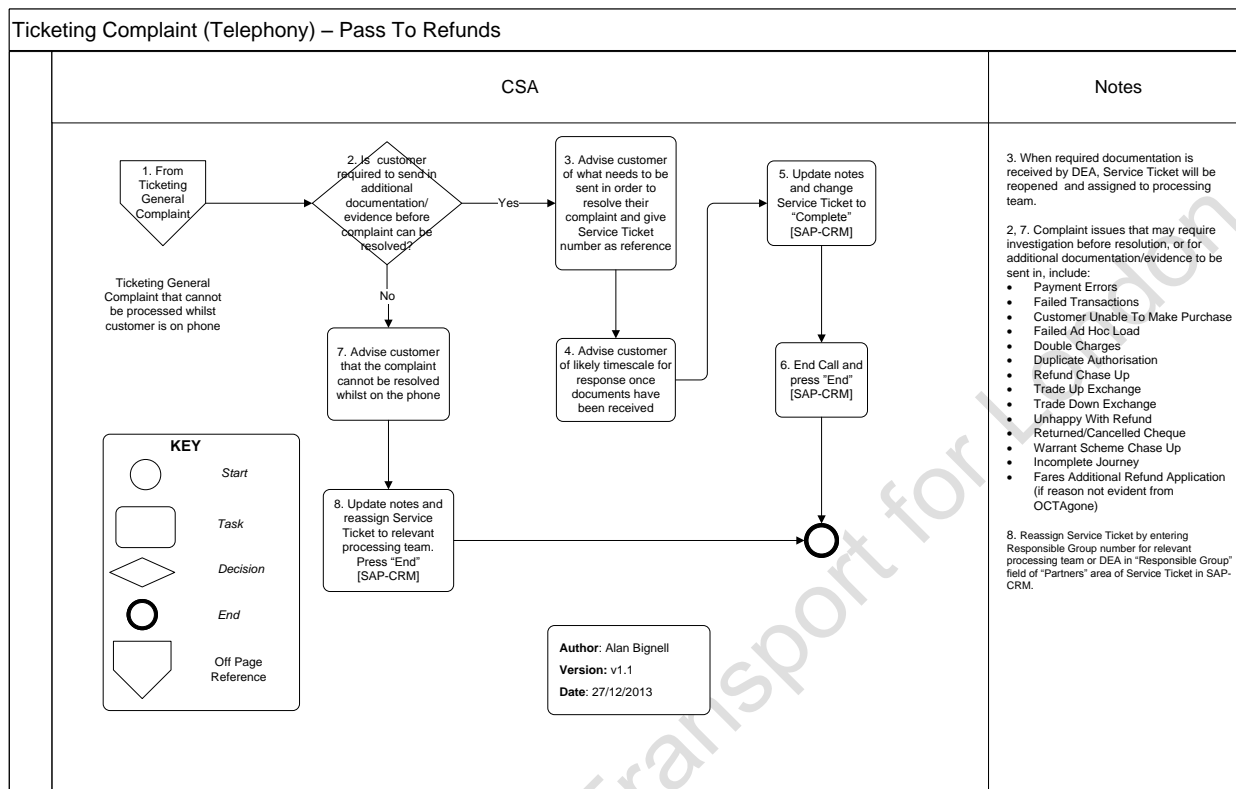 Ticketing Complaint (Telephony) – Pass To Refunds
CSA
Notes
1. From
Ticketing
General
Complaint
Ticketing General
Complaint that cannot
be processed whilst
customer is on phone
2. Is customer
required to send in
additional
documentation/
evidence before
complaint can be
resolved?
Yes
No
3. Advise customer
of what needs to be
sent in order to
resolve their
complaint and give
Service Ticket
number as reference
4. Advise customer
of likely timescale for
response once
documents have
been received
5. Update notes
and change
Service Ticket to
“Complete”
[SAP-CRM]
6. End Call and
press ”End”
[SAP-CRM]
7. Advise customer
that the complaint
cannot be resolved
whilst on the phone
8. Update notes and
reassign Service
Ticket to relevant
processing team.
Press “End”
[SAP-CRM]
KEY
Start
Task
Decision
End
Off Page
Reference
Author: Alan Bignell
Version: v1.1
Date: 27/12/2013
3. When required documentation is
received by DEA, Service Ticket will be
reopened and assigned to processing
team.
2, 7. Complaint issues that may require
investigation before resolution, or for
additional documentation/evidence to be
sent in, include:
• Payment Errors
• Failed Transactions
• Customer Unable To Make Purchase
• Failed Ad Hoc Load
• Double Charges
• Duplicate Authorisation
• Refund Chase Up
• Trade Up Exchange
• Trade Down Exchange
• Unhappy With Refund
• Returned/Cancelled Cheque
• Warrant Scheme Chase Up
• Incomplete Journey
• Fares Additional Refund Application
(if reason not evident from
OCTAgone)
8. Reassign Service Ticket by entering
Responsible Group number for relevant
processing team or DEA in “Responsible Group”
field of “Partners” area of Service Ticket in SAP-
CRM.
Transport for London